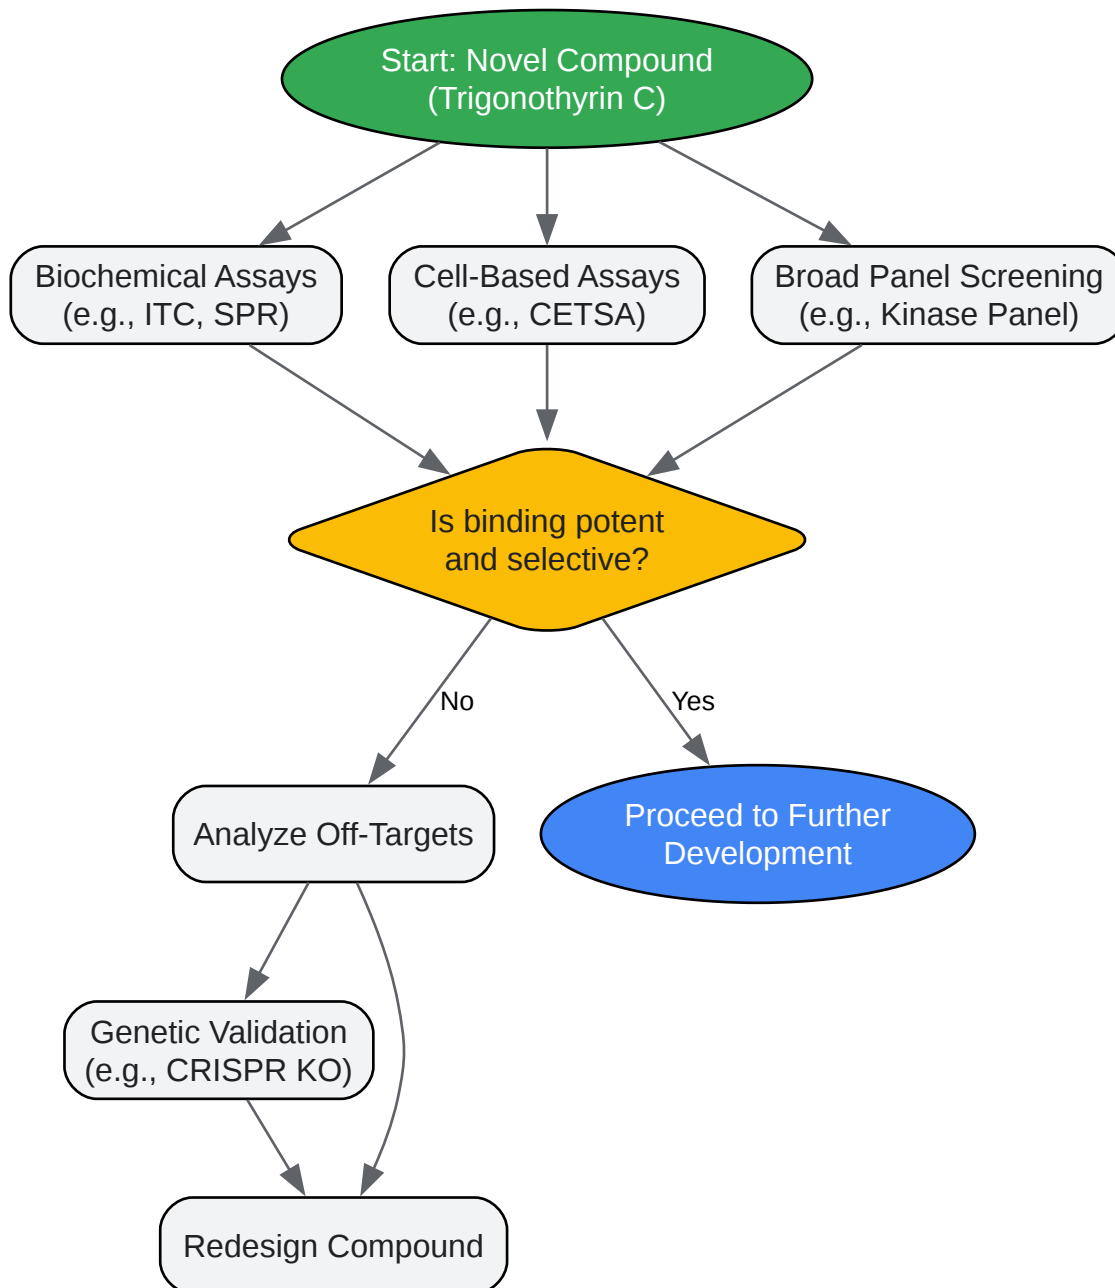 Start: Novel Compound
(Trigonothyrin C)
Biochemical Assays
(e.g., ITC, SPR)
Cell-Based Assays
(e.g., CETSA)
Broad Panel Screening
(e.g., Kinase Panel)
Is binding potent
and selective?
No
Yes
Analyze Off-Targets
Proceed to Further
Development
Genetic Validation
(e.g., CRISPR KO)
Redesign Compound